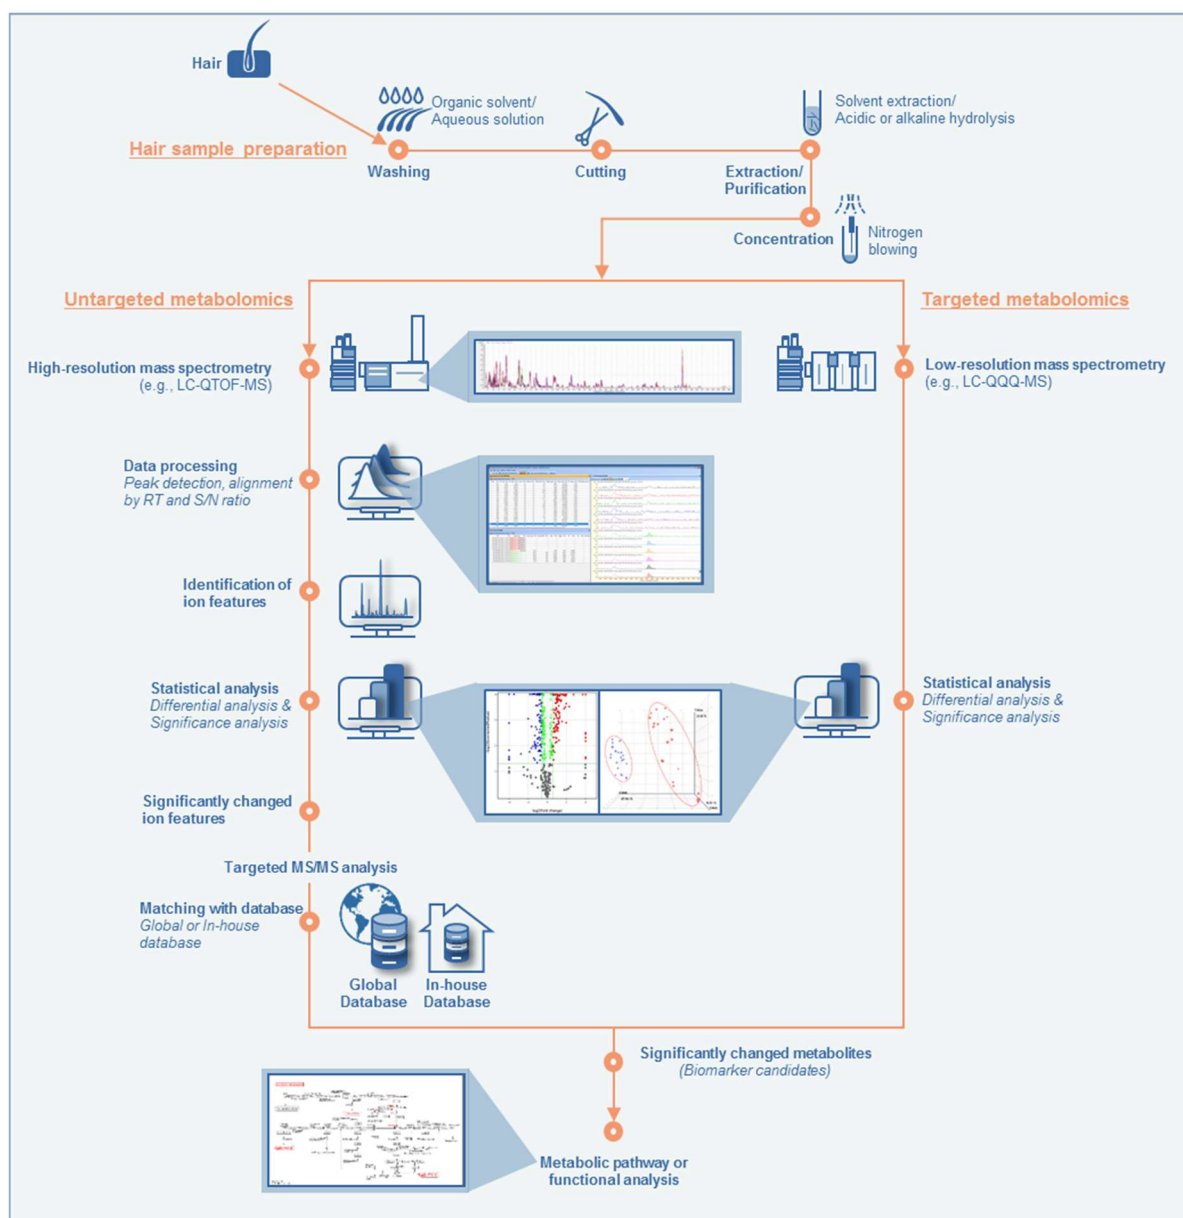 Hair
Organic solvent/
Aqueous solution
Solvent extraction/
Acidic or alkaline hydrolysis
Hair sample preparation
Washing
Cutting
Extraction/
Purification
Concentration
Nitrogen
blowing
Untargeted metabolomics
Targeted metabolomics
High-resolution mass spectrometry
(e.g., LC-QTOF-MS)
Low-resolution mass spectrometry
(e.g., LC-QQQ-MS)
Data processing
Peak detection, alignment
by RT and S/N ratio
Identification of
ion features
Statistical analysis
Differential analysis &
Significance analysis
Statistical analysis
Differential analysis &
Significance analysis
Significantly changed
ion features
Targeted MS/MS analysis
Matching with database
Global or In-house
database
Global
Database
In-house
Database
Significantly changed metabolites
(Biomarker candidates)
Metabolic pathway or
functional analysis